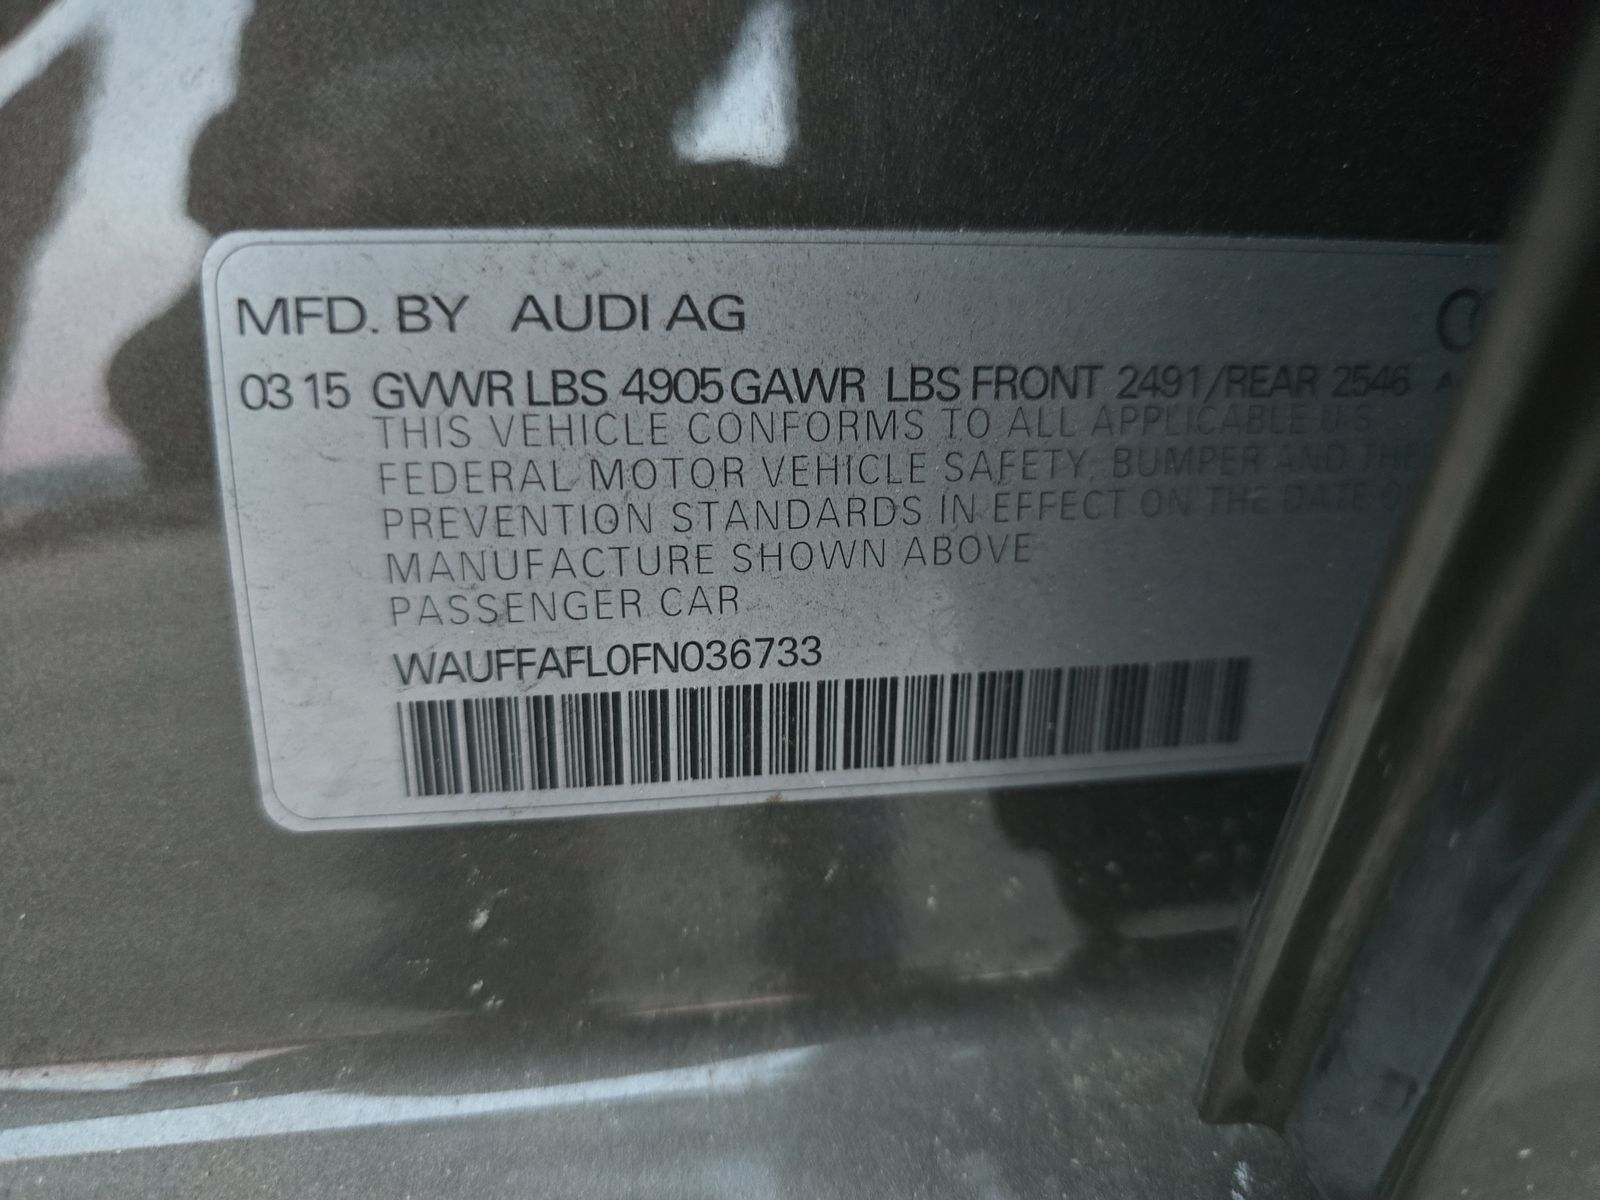 MFD. BY AUDI AG
03 15 GVWR LBS 4905 GAWR LBS FRONT 2491/REAR 2546
THIS VEHICLE CONFORMS TO ALL APPLICABLE U S
FEDERAL MOTOR VEHICLE SAFETY, BUMPER AND THE
PREVENTION STANDARDS IN EFFECT ON THE DATE
MANUFACTURE SHOWN ABOVE
PASSENGER CAR
WAUFFAFL0FN036733